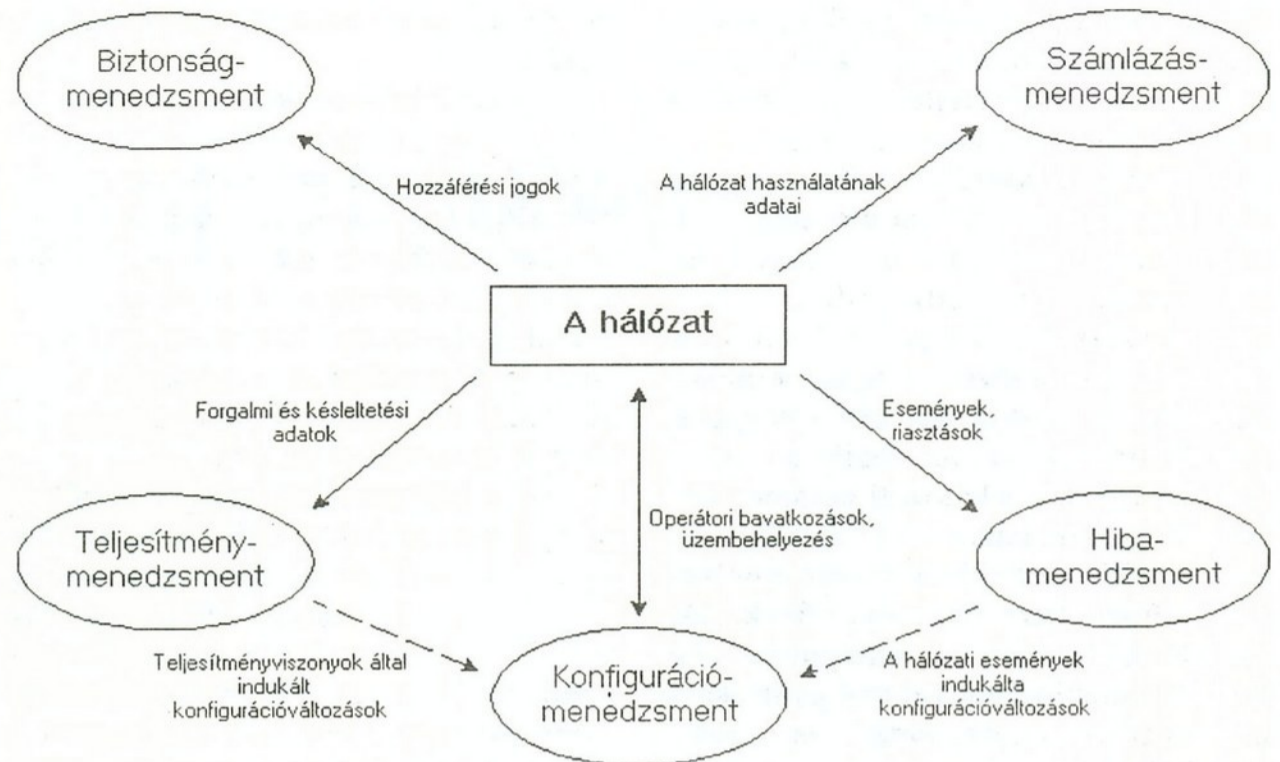 Biztonság-
menedzsment
Számlázás-
menedzsment
Hozzáférési jogok
A hálózat használatának
adatai
A hálózat
Forgalmi és késleltetési
adatok
Események,
riasztások
Operátori bavatkozások,
üzembehelyezés
Teljesítmény-
menedzsment
Hiba-
menedzsment
Teljesítményviszonyok által
indukált
konfigurációváltozások
Konfiguráció-
menedzsment
A hálózati események
indukálta
konfigurációváltozások